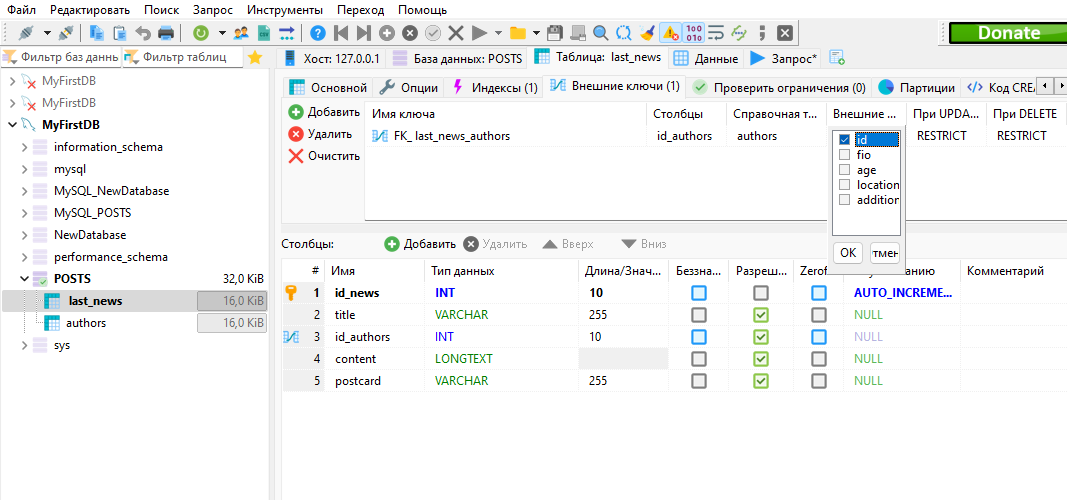 Файл Редактировать Поиск Запрос Инструменты Переход Помощь
Donate
Фильтр баз данны Фильтр таблиц
Хост: 127.0.0.1 База данных: POSTS Таблица: last_news Данные Запрос*
MyFirstDB
MyFirstDB
MyFirstDB
information_schema
mysql
MySQL_NewDatabase
MySQL_POSTS
NewDatabase
performance_schema
POSTS 32,0 KiB
last_news 16,0 KiB
authors 16,0 KiB
sys
Основной Опции Индексы (1) Внешние ключи (1) Проверить ограничения (0) Партиции Код CREA
Добавить
Удалить
Очистить
Имя ключа Столбцы Справочная т... Внешние ... При UPDA... При DELETE
FK_last_news_authors id_authors authors RESTRICT RESTRICT
id
fio
age
location
addition
OK тмен
Столбцы: Добавить Удалить Вверх Вниз
# Имя Тип данных Длина/Знач... Беззна... Разреш... Zerof Комментарий
1 id_news INT 10 AUTO_INCREME...
2 title VARCHAR 255 NULL
3 id_authors INT 10 NULL
4 content LONGTEXT NULL
5 postcard VARCHAR 255 NULL